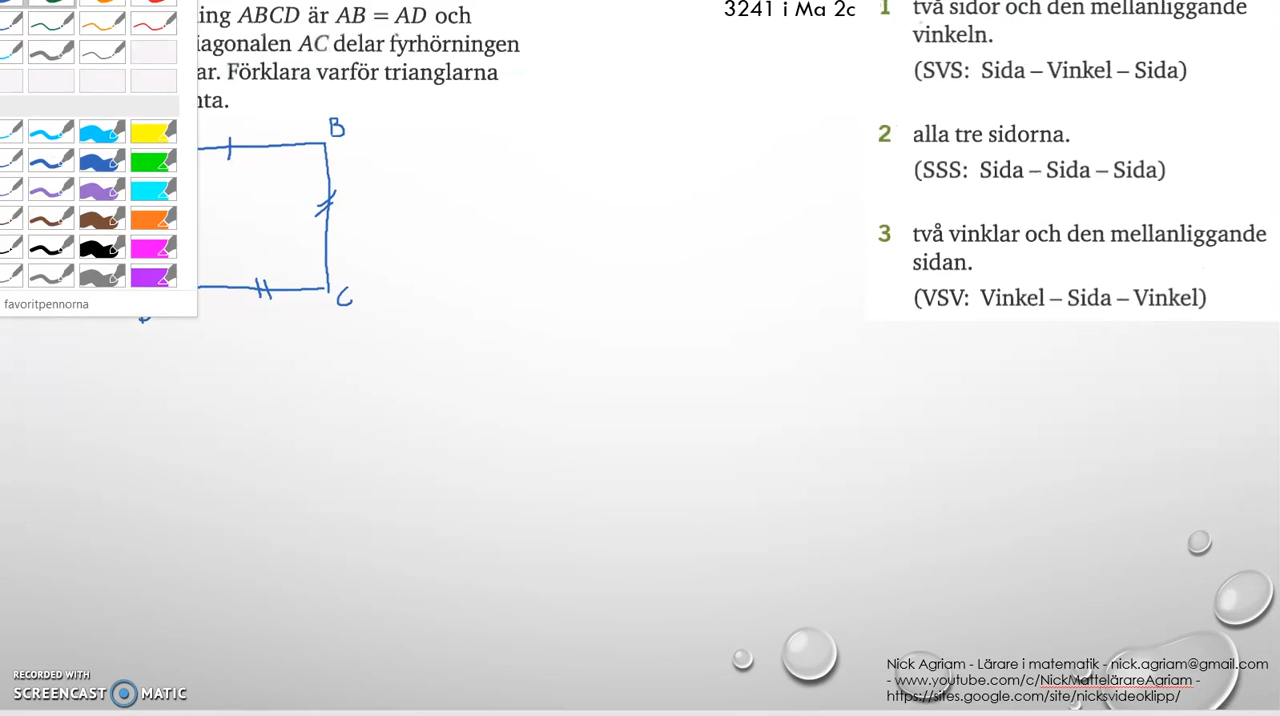 ning ABCD är AB = AD och
iagonalen AC delar fyrhörningen
ar. Förklara varför trianglarna
nta.
3241 i Ma 2c
1 två sidor och den mellanliggande
vinkeln.
(SVS: Sida – Vinkel – Sida)
2 alla tre sidorna.
(SSS: Sida – Sida – Sida)
3 två vinklar och den mellanliggande
sidan.
(VSV: Vinkel – Sida – Vinkel)
B
C
favoritpennorna
RECORDED WITH
SCREENCAST MATIC
Nick Agriam - Lärare i matematik - nick.agriam@gmail.com
- www.youtube.com/c/NickMattelärareAgriam -
https://sites.google.com/site/nicksvideoklipp/